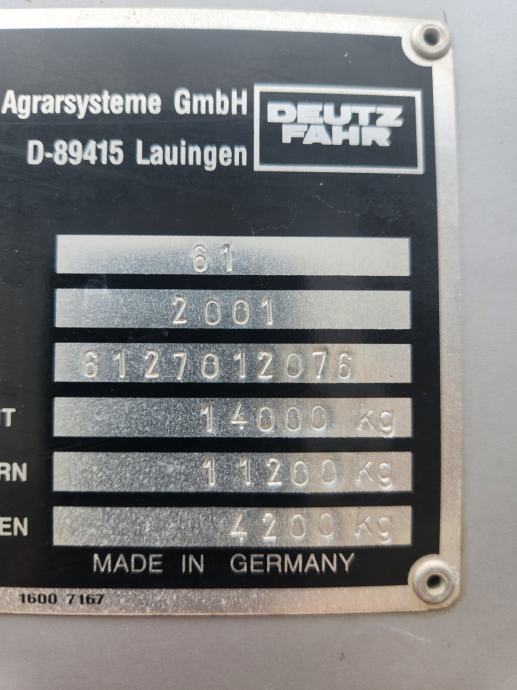 Agrarsysteme GmbH
DEUTZ
FAHR
D-89415 Lauingen
61
2001
6127012076
14000 kg
RN 11200 kg
EN 4200 kg
MADE IN GERMANY
1600 7167